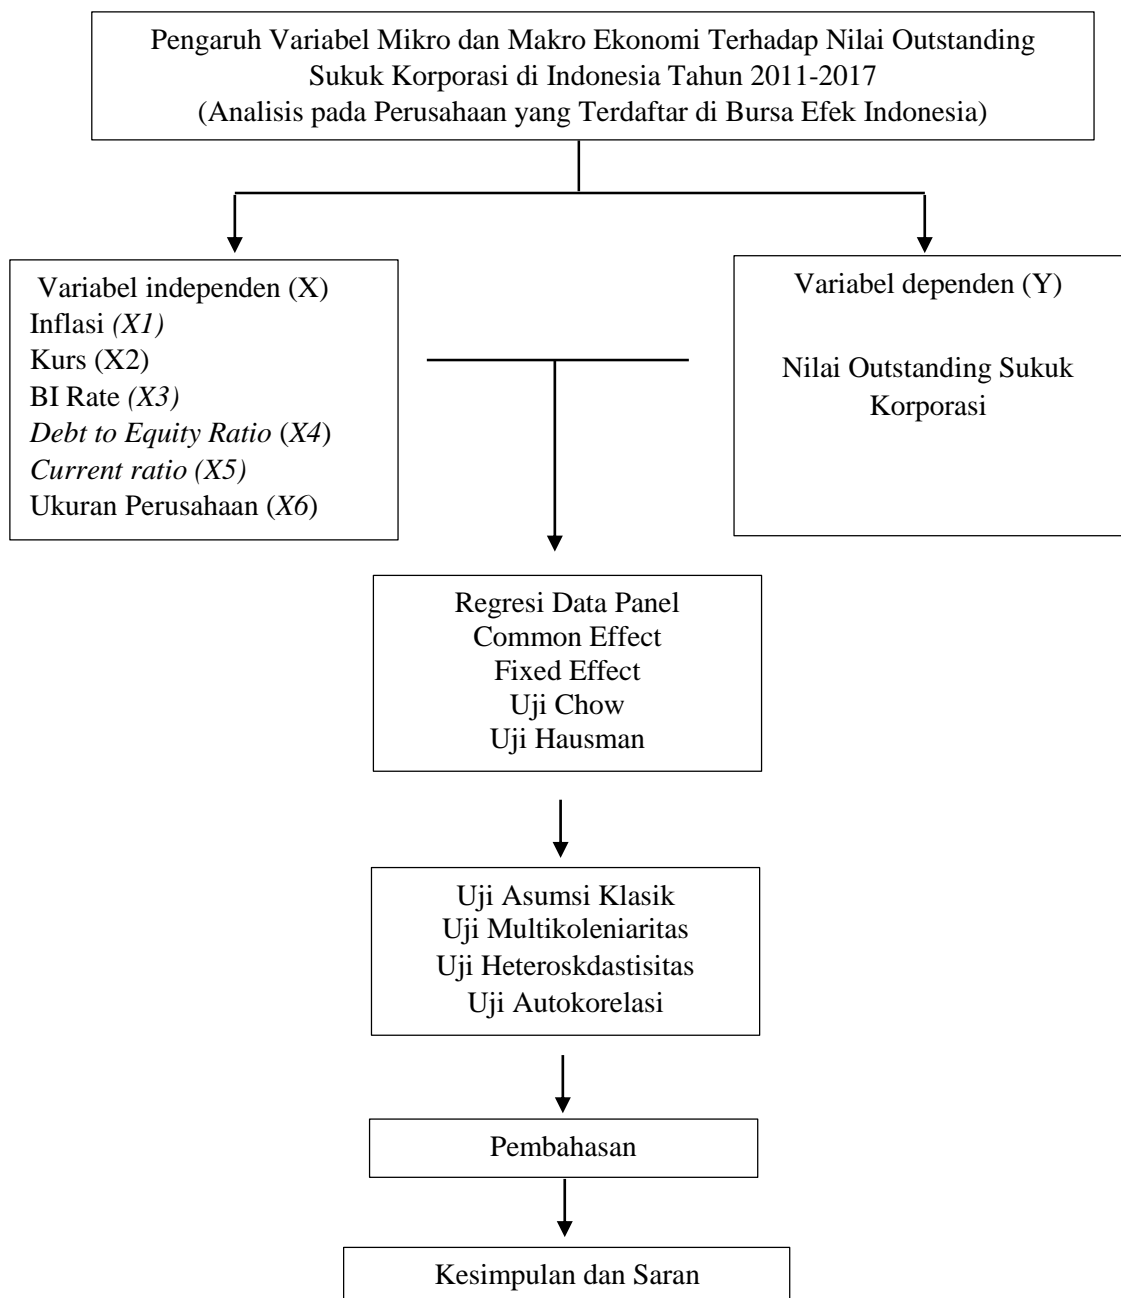 Pengaruh Variabel Mikro dan Makro Ekonomi Terhadap Nilai Outstanding
Sukuk Korporasi di Indonesia Tahun 2011-2017
(Analisis pada Perusahaan yang Terdaftar di Bursa Efek Indonesia)
Variabel independen (X)
Inflasi (X1)
Kurs (X2)
BI Rate (X3)
Debt to Equity Ratio (X4)
Current ratio (X5)
Ukuran Perusahaan (X6)
Variabel dependen (Y)
Nilai Outstanding Sukuk
Korporasi
Regresi Data Panel
Common Effect
Fixed Effect
Uji Chow
Uji Hausman
Uji Asumsi Klasik
Uji Multikoleniaritas
Uji Heteroskdastisitas
Uji Autokorelasi
Pembahasan
Kesimpulan dan Saran